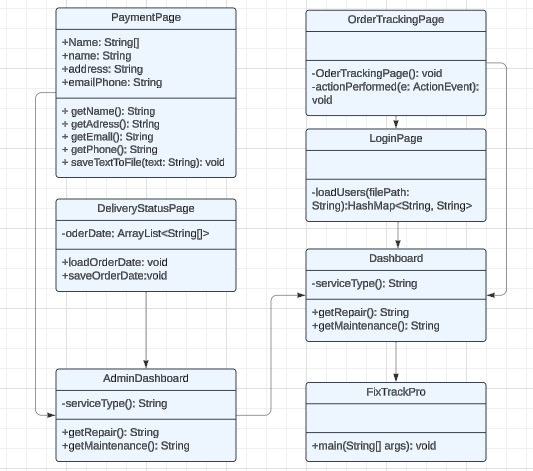 PaymentPage
+Name: String[]
+name: String
+address: String
+emailPhone: String
+ getName(): String
+ getAdress(): String
+ getEmail(): String
+ getPhone(): String
+ saveTextToFile(text: String): void
DeliveryStatusPage
-oderDate; ArrayList<String[]>
+loadOrderDate: void
+saveOrderDate:void
AdminDashboard
-serviceType(); String
+getRepair(): String
+getMaintenance(): String
OrderTrackingPage
-OderTrackingPage(): void
-actionPerformed(e: ActionEvent):
void
LoginPage
-loadUsers(filePath:
String):HashMap<String, String>
Dashboard
-serviceType(); String
+getRepair(): String
+getMaintenance(): String
FixTrackPro
+main(String[] args): void